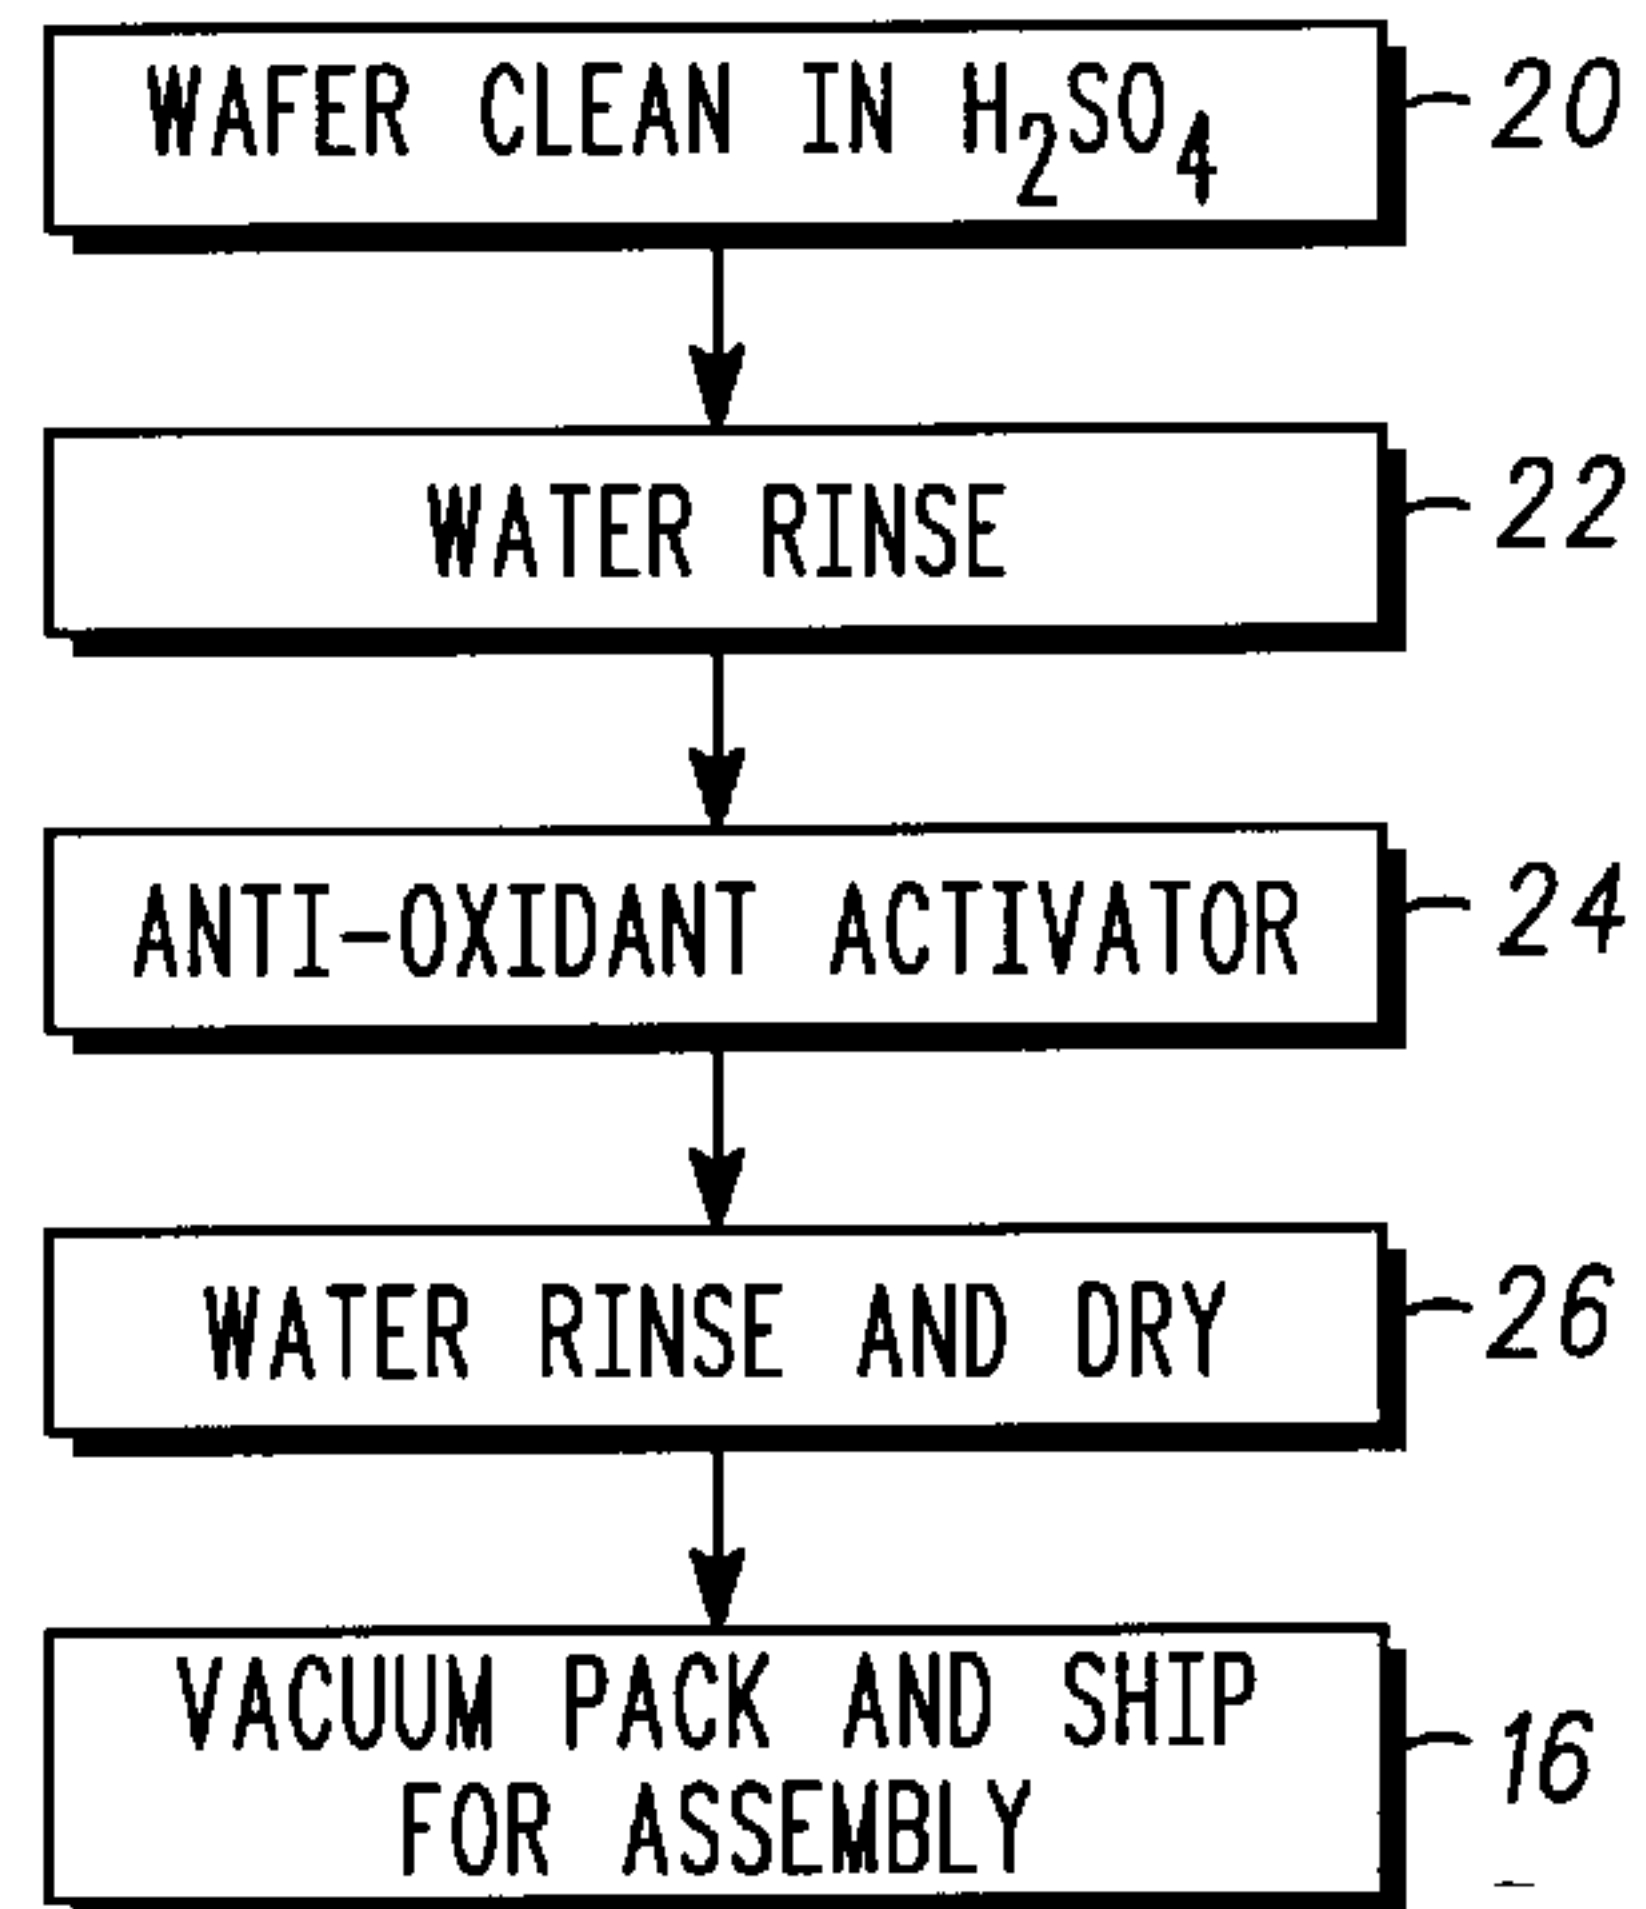 WAFER CLEAN IN H₂SO₄ 20
WATER RINSE 22
ANTI-OXIDANT ACTIVATOR 24
WATER RINSE AND DRY 26
VACUUM PACK AND SHIP
FOR ASSEMBLY
16